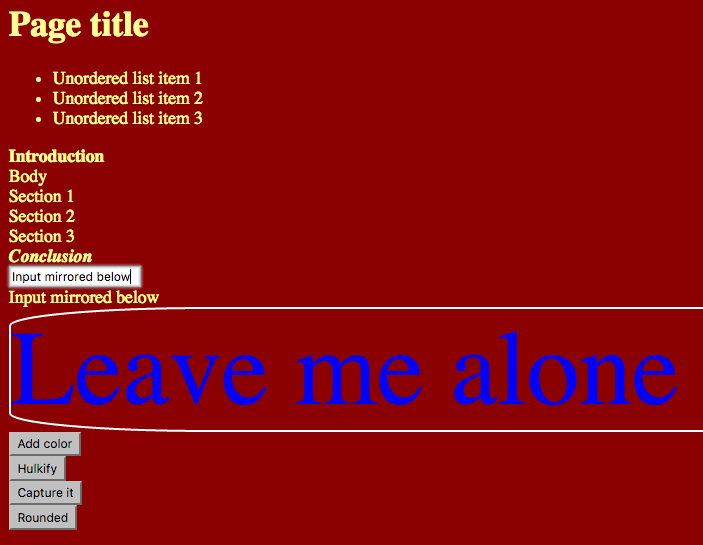 Page title
Unordered list item 1
Unordered list item 2
Unordered list item 3
Introduction
Body
Section 1
Section 2
Section 3
Conclusion
Input mirrored below
Input mirrored below
Leave me alone
Add color
Hulkify
Capture it
Rounded